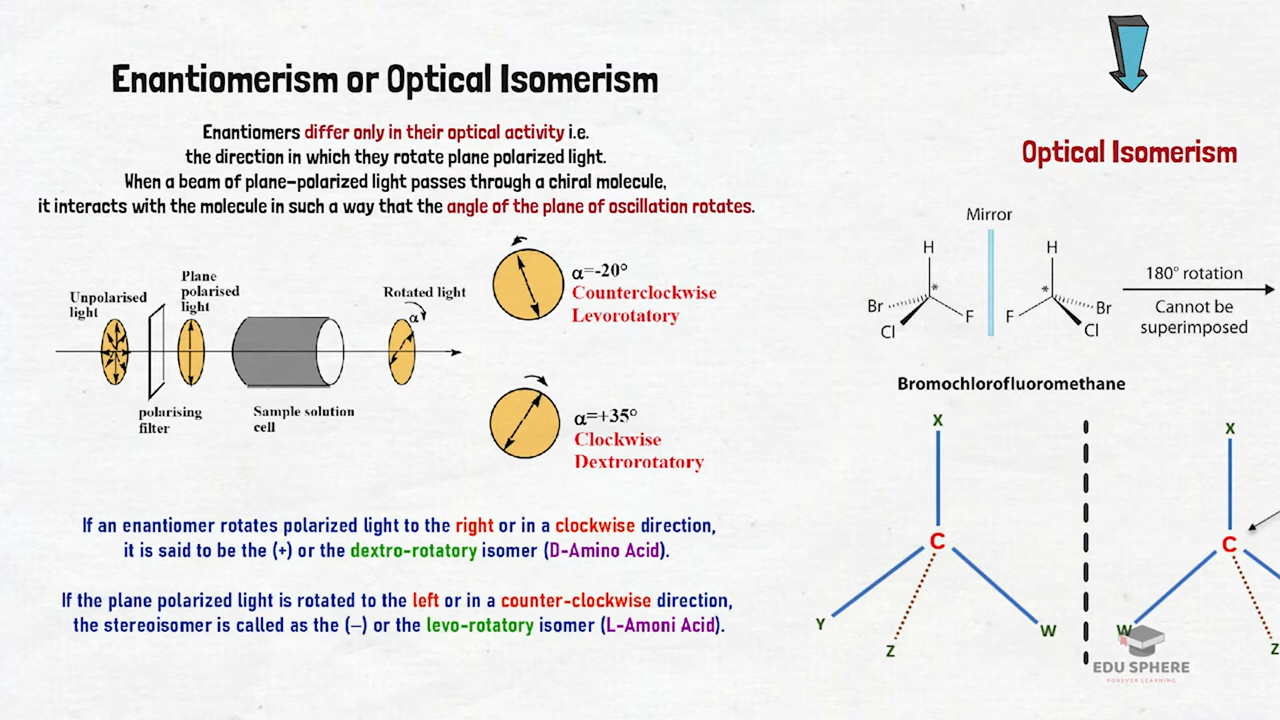 Enantiomerism or Optical Isomerism
Enantiomers differ only in their optical activity i.e.
the direction in which they rotate plane polarized light.
When a beam of plane-polarized light passes through a chiral molecule,
it interacts with the molecule in such a way that the angle of the plane of oscillation rotates.
Unpolarised
light
Plane
polarised
light
polarising
filter
Sample solution
cell
Rotated light
α
α=-20°
Counterclockwise
Levorotatory
α=+35°
Clockwise
Dextrorotatory
If an enantiomer rotates polarized light to the right or in a clockwise direction,
it is said to be the (+) or the dextro-rotatory isomer (D-Amino Acid).
If the plane polarized light is rotated to the left or in a counter-clockwise direction,
the stereoisomer is called as the (–) or the levo-rotatory isomer (L-Amoni Acid).
Optical Isomerism
Mirror
H
*
Br
Cl
F
H
*
F
Br
Cl
180° rotation
Cannot be
superimposed
Bromochlorofluoromethane
X
C
Y
Z
W
X
C
W
Z
EDU SPHERE
FOREVER LEARNING